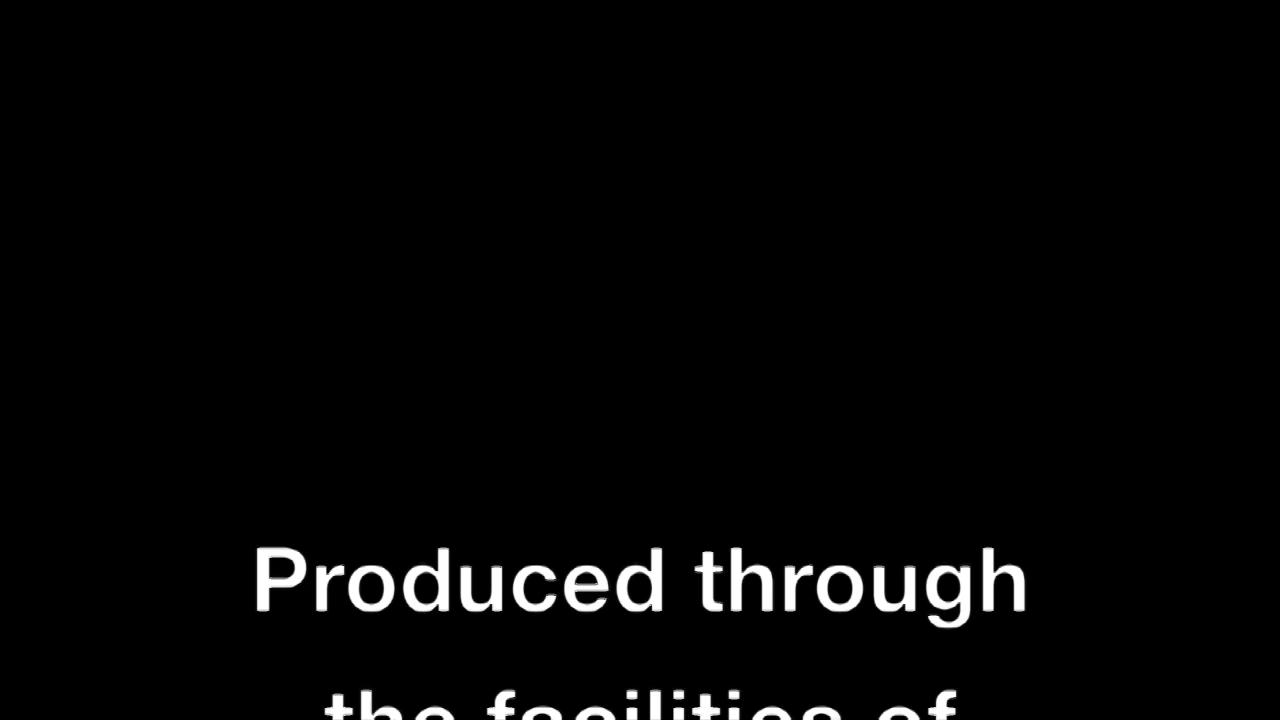 Produced through
the facilities of